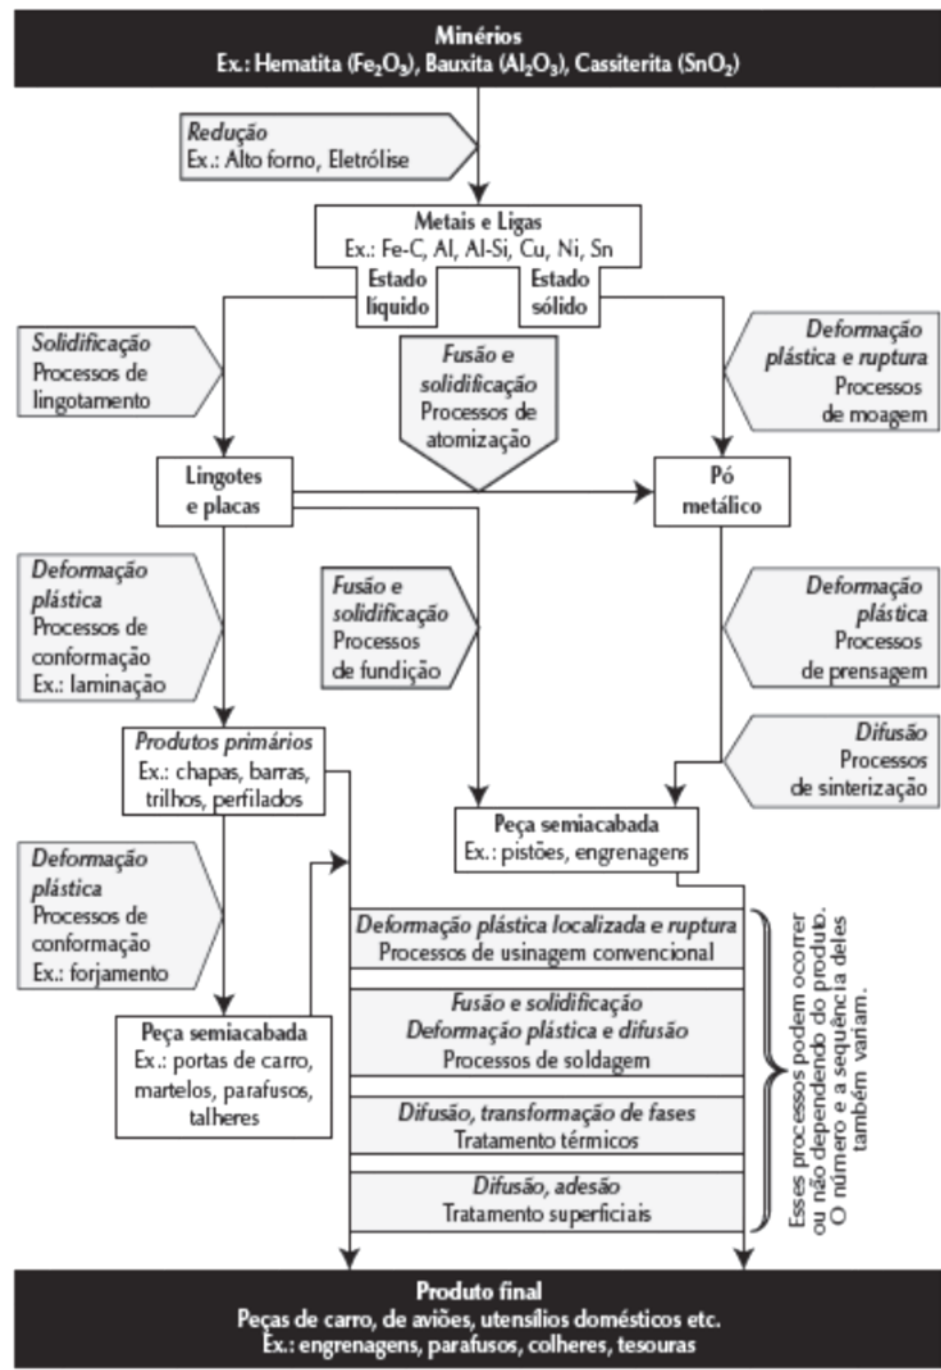 Minérios
Ex.: Hematita (Fe₂O₃), Bauxita (Al₂O₃), Cassiterita (SnO₂)
Redução
Ex.: Alto forno, Eletrólise
Metais e Ligas
Ex.: Fe-C, Al, Al-Si, Cu, Ni, Sn
Estado
líquido
Estado
sólido
Solidificação
Processos de
lingotamento
Fusão e
solidificação
Processos de
atomização
Deformação
plástica e ruptura
Processos
de moagem
Lingotes
e placas
Pó
metálico
Deformação
plástica
Processos de
conformação
Ex.: laminação
Fusão e
solidificação
Processos
de fundição
Deformação
plástica
Processos
de prensagem
Difusão
Processos
de sinterização
Produtos primários
Ex.: chapas, barras,
trilhos, perfilados
Peça semiacabada
Ex.: pistões, engrenagens
Deformação
plástica
Processos de
conformação
Ex.: forjamento
Peça semiacabada
Ex.: portas de carro,
martelos, parafusos,
talheres
Deformação plástica localizada e ruptura
Processos de usinagem convencional
Fusão e solidificação
Deformação plástica e difusão
Processos de soldagem
Difusão, transformação de fases
Tratamento térmicos
Difusão, adesão
Tratamento superficiais
Esses processos podem ocorrer
ou não dependendo do produto.
O número e a sequência deles
também variam.
Produto final
Peças de carro, de aviões, utensílios domésticos etc.
Ex.: engrenagens, parafusos, colheres, tesouras